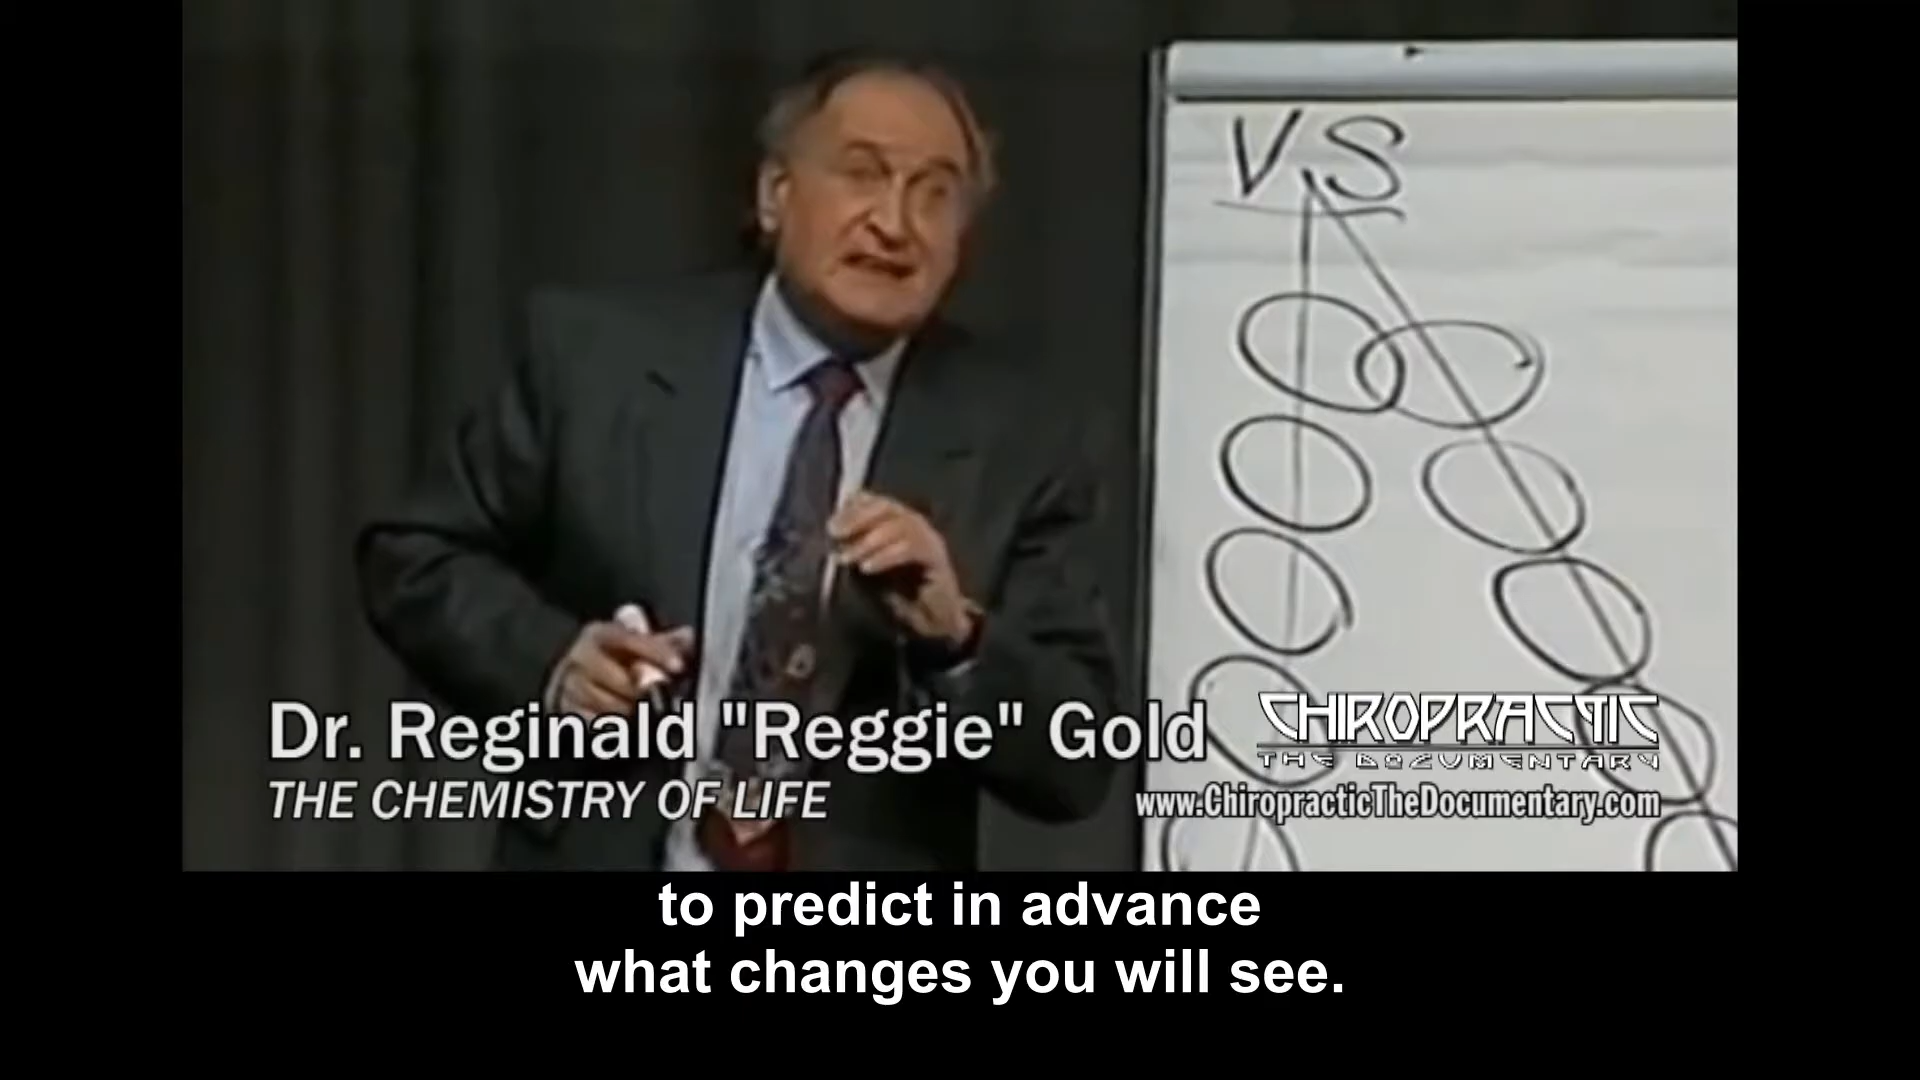 VS
Dr. Reginald "Reggie" Gold
THE CHEMISTRY OF LIFE
CHIROPRACTIC
THE DOCUMENTARY
www.ChiropracticTheDocumentary.com
to predict in advance
what changes you will see.